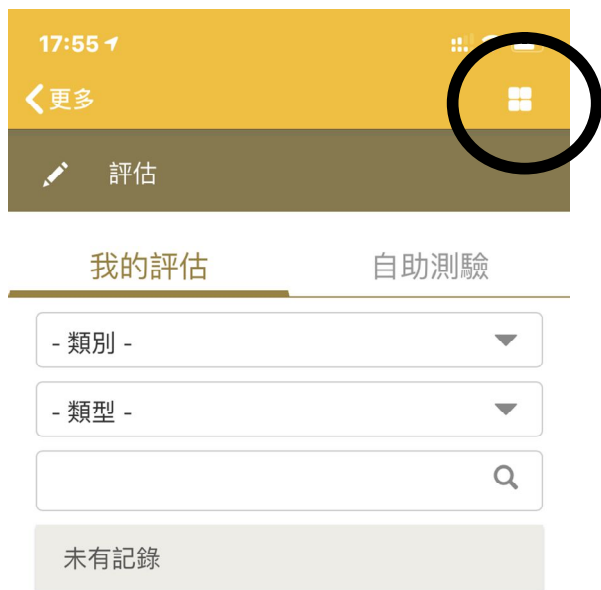 17:55
更多
評估
我的評估 自助測驗
- 類別 -
- 類型 -
未有記錄